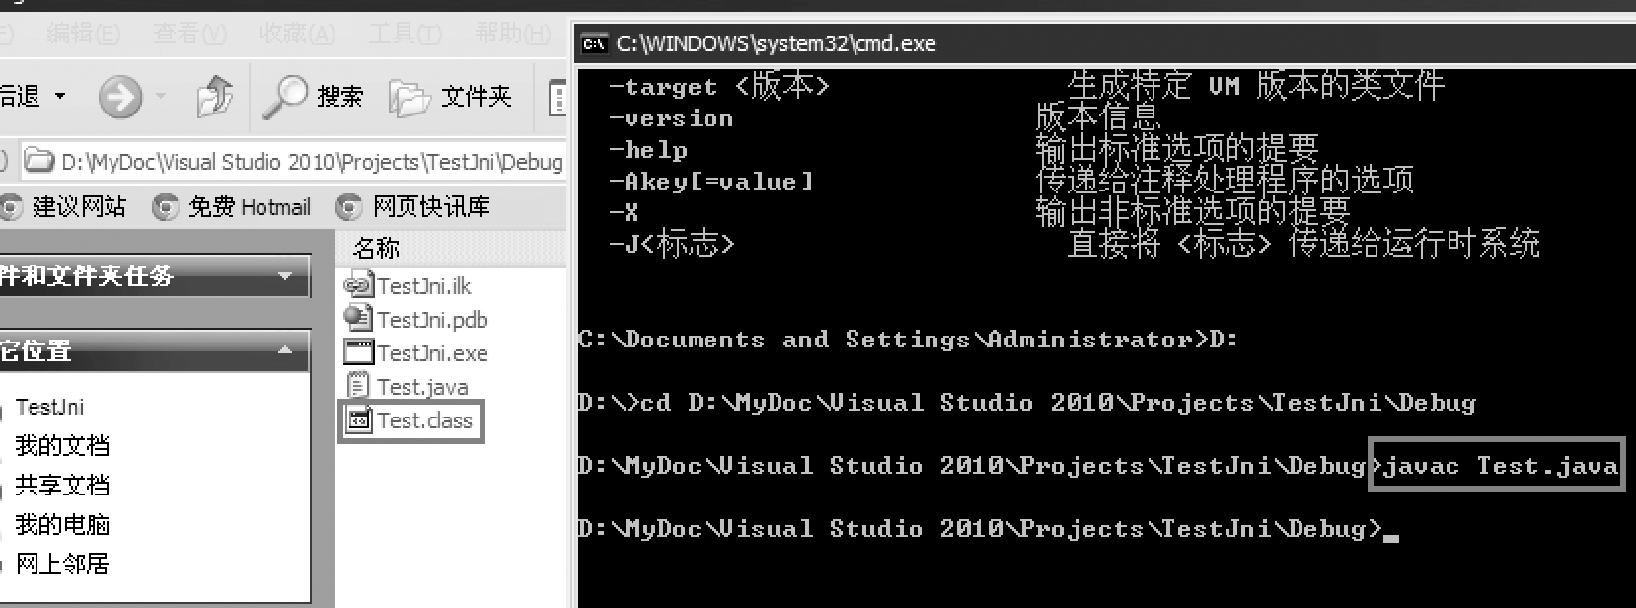 编辑(E) 查看(V) 收藏(A) 工具(T) 帮助(H)
后退 搜索 文件夹
D:\MyDoc\Visual Studio 2010\Projects\TestJni\Debug
建议网站 免费 Hotmail 网页快讯库
件和文件夹任务
它位置
TestJni
我的文档
共享文档
我的电脑
网上邻居
名称
TestJni.ilk
TestJni.pdb
TestJni.exe
Test.java
Test.class
C:\WINDOWS\system32\cmd.exe
-target <版本> 生成特定 VM 版本的类文件
-version 版本信息
-help 输出标准选项的提要
-Akey[=value] 传递给注释处理程序的选项
-X 输出非标准选项的提要
-J<标志> 直接将 <标志> 传递给运行时系统
C:\Documents and Settings\Administrator>D:
D:\>cd D:\MyDoc\Visual Studio 2010\Projects\TestJni\Debug
D:\MyDoc\Visual Studio 2010\Projects\TestJni\Debug>javac Test.java
D:\MyDoc\Visual Studio 2010\Projects\TestJni\Debug>_